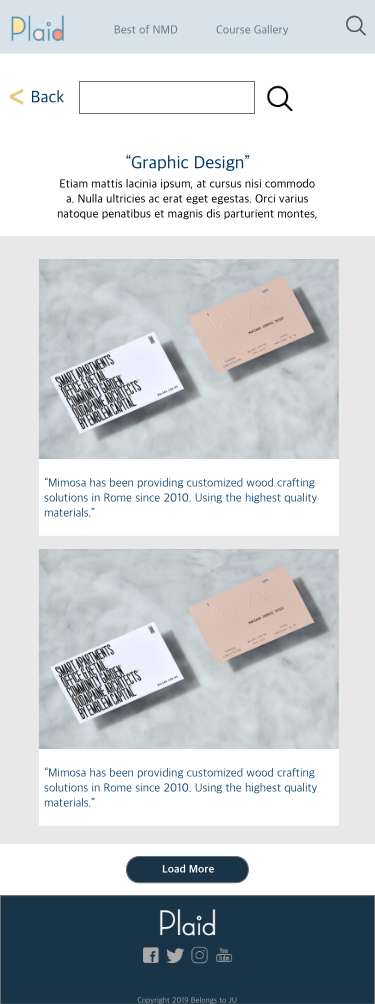 Plaid
Best of NMD
Course Gallery
< Back
“Graphic Design”
Etiam mattis lacinia ipsum, at cursus nisi commodo
a. Nulla ultricies ac erat eget egestas. Orci varius
natoque penatibus et magnis dis parturient montes,
SMART APARTMENTS
OFFICE & RETAIL
COMMUNITY GARDEN
BY EMBLEM CAPITAL
“Mimosa has been providing customized wood crafting
solutions in Rome since 2010. Using the highest quality
materials.”
SMART APARTMENTS
OFFICE & RETAIL
COMMUNITY GARDEN
BY EMBLEM CAPITAL
“Mimosa has been providing customized wood crafting
solutions in Rome since 2010. Using the highest quality
materials.”
Load More
Plaid
You
Tube
Copyright 2019 Belongs to JU